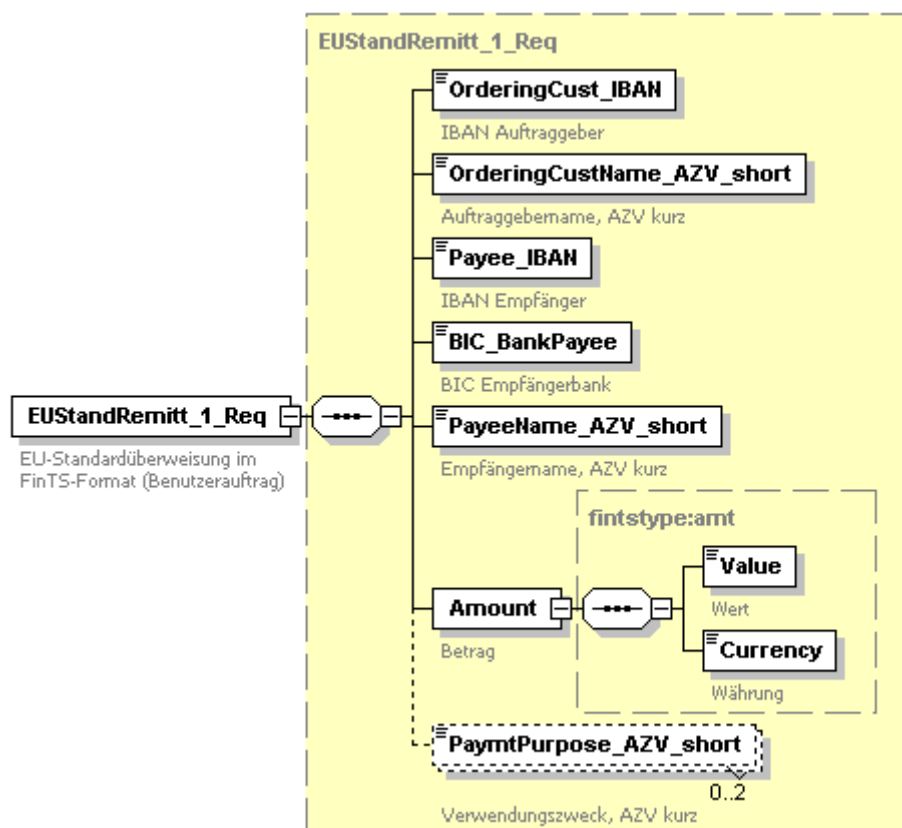 EUStandRemitt_1_Req
OrderingCust_IBAN
IBAN Auftraggeber
OrderingCustName_AZV_short
Auftraggebername, AZV kurz
Payee_IBAN
IBAN Empfänger
BIC_BankPayee
BIC Empfängerbank
EUStandRemitt_1_Req
EU-Standardüberweisung im
FinTS-Format (Benutzerauftrag)
PayeeName_AZV_short
Empfängername, AZV kurz
fintstype:amt
Value
Wert
Amount
Betrag
Currency
Währung
PaymtPurpose_AZV_short
0..2
Verwendungszweck, AZV kurz